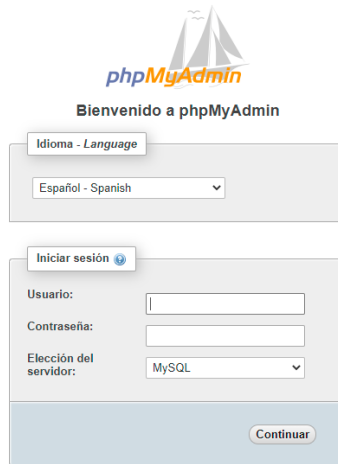 phpMyAdmin
Bienvenido a phpMyAdmin
Idioma - Language
Español - Spanish
Iniciar sesión
Usuario:
Contraseña:
Elección del
servidor:
MySQL
Continuar